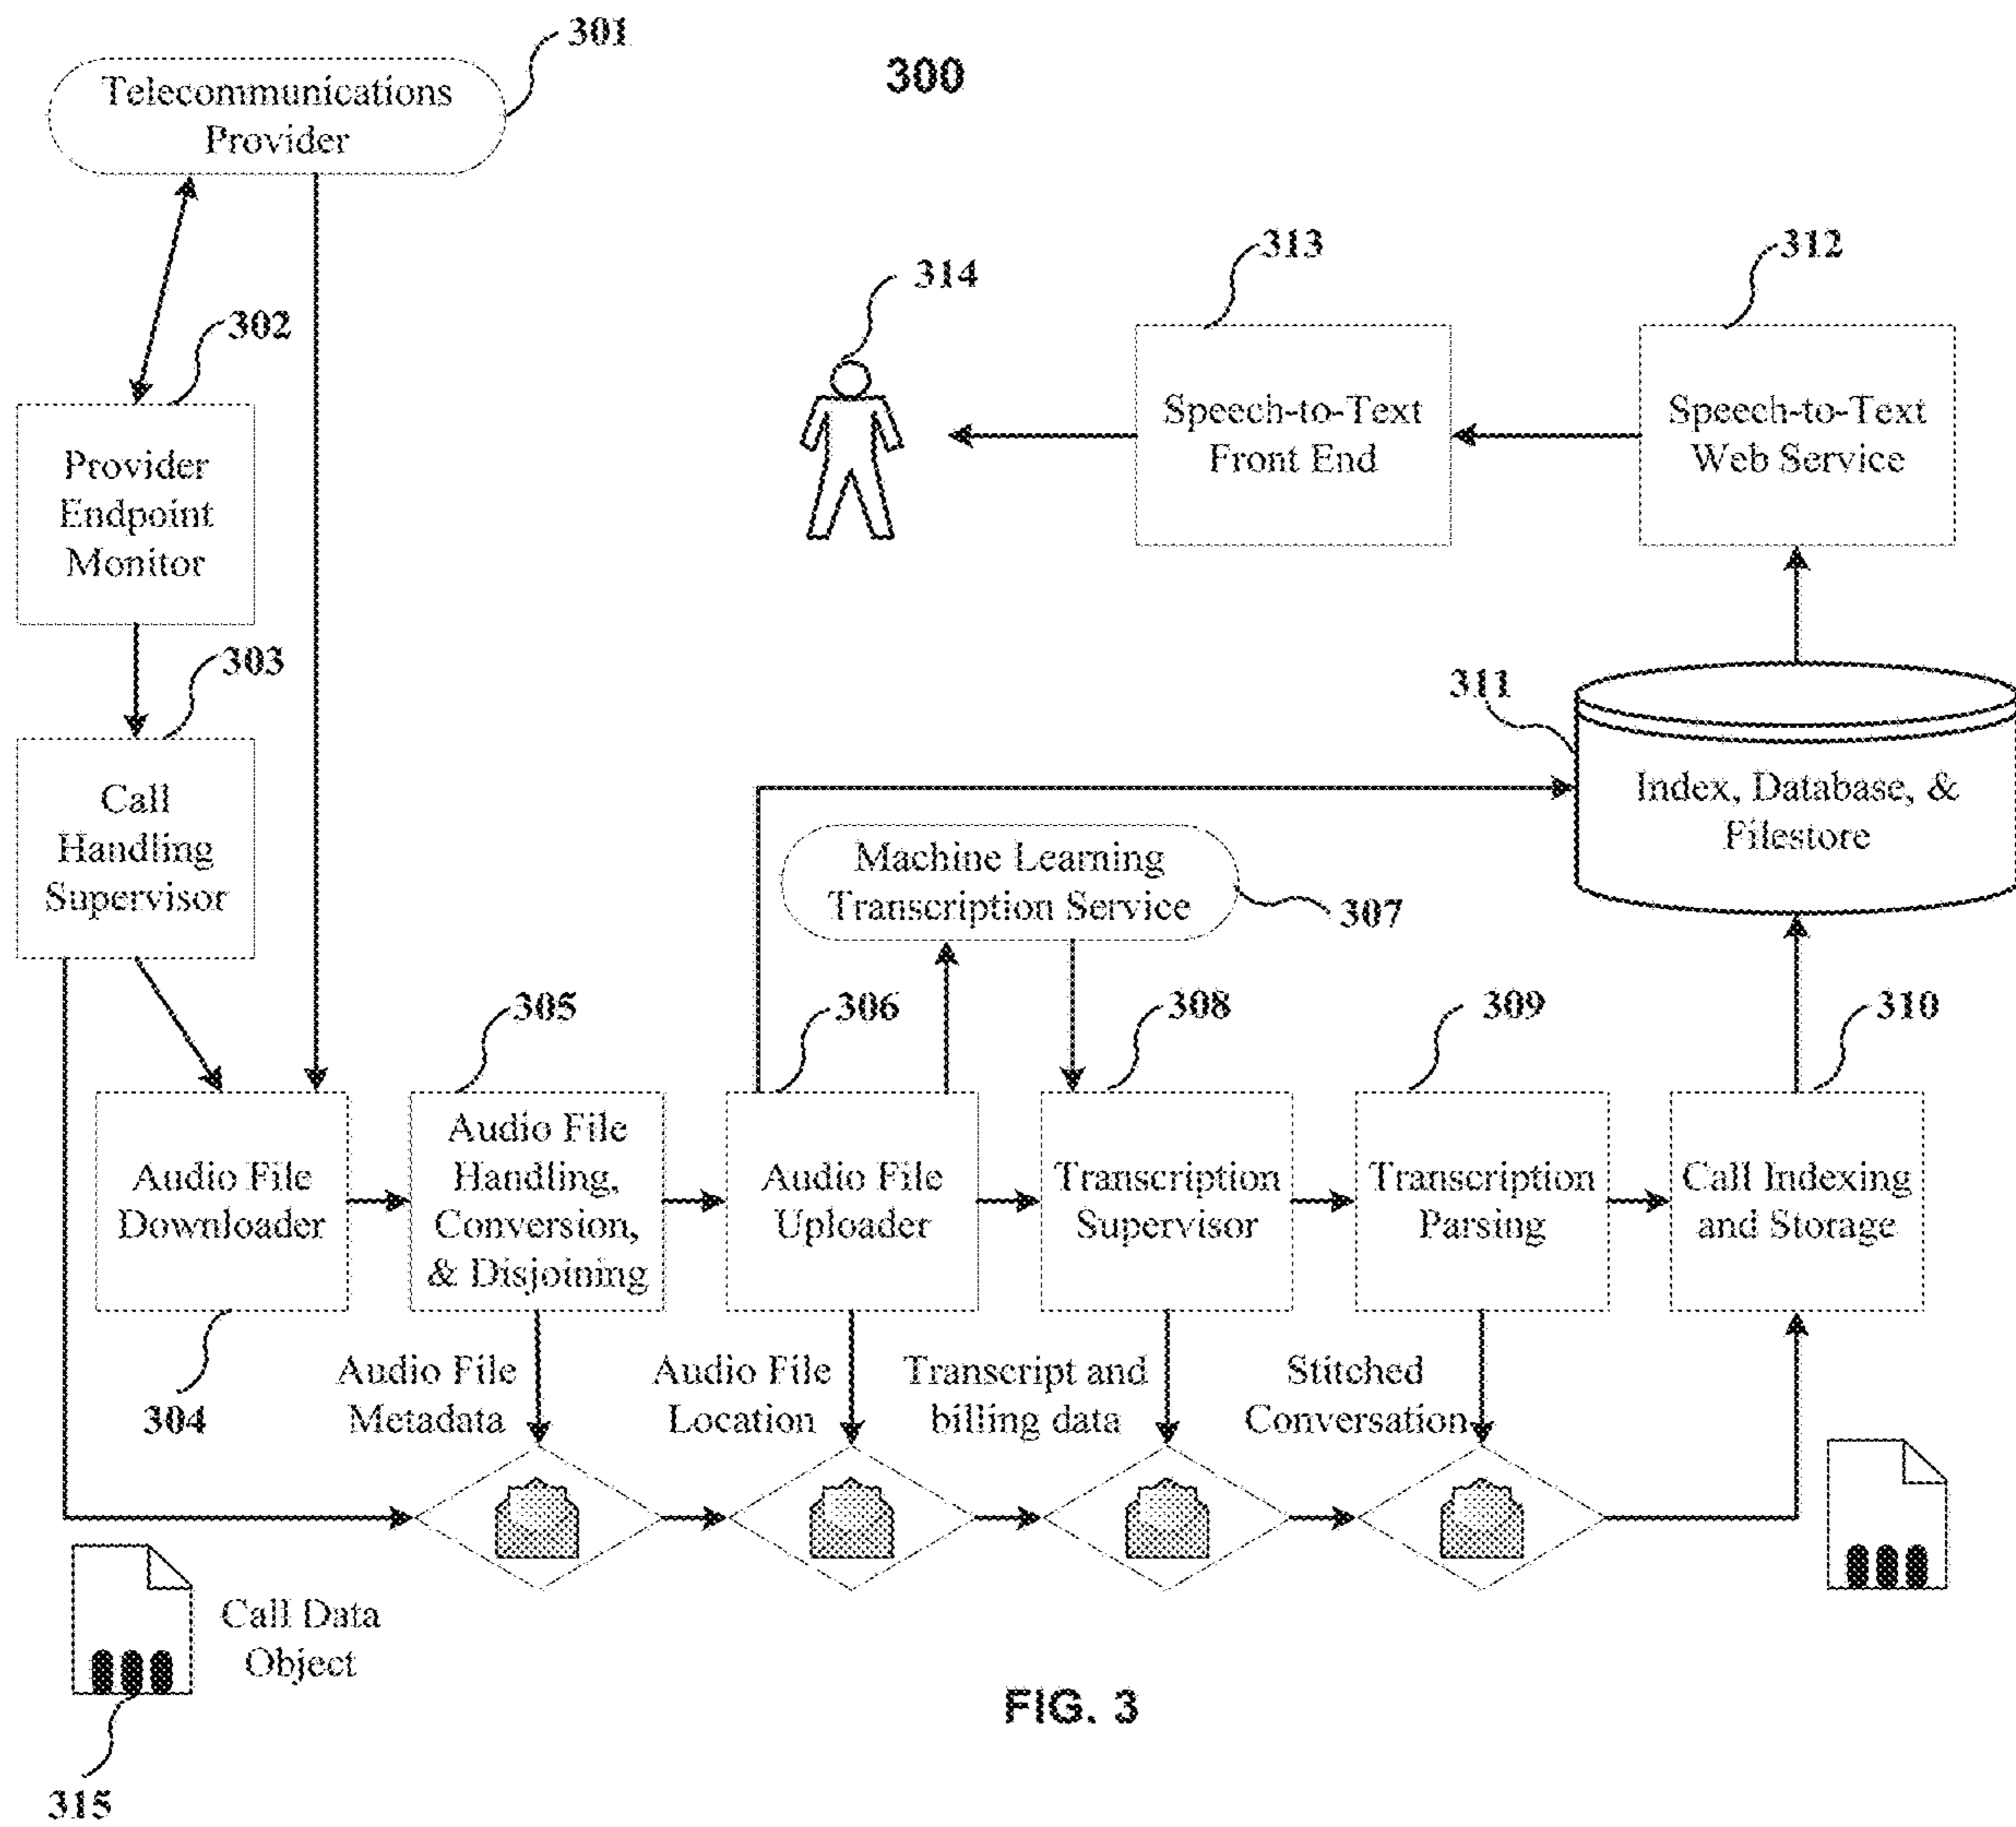 301
300
Telecommunications
Provider
302
Provider
Endpoint
Monitor
303
Call
Handling
Supervisor
314
313
Speech-to-Text
Front End
312
Speech-to-Text
Web Service
311
Index, Database, &
Filestore
Machine Learning
Transcription Service
307
305
306
308
309
310
Audio File
Downloader
Audio File
Handling,
Conversion,
& Disjoining
Audio File
Uploader
Transcription
Supervisor
Transcription
Parsing
Call Indexing
and Storage
304
Audio File
Metadata
Audio File
Location
Transcript and
billing data
Stitched
Conversation
Call Data
Object
315
FIG. 3